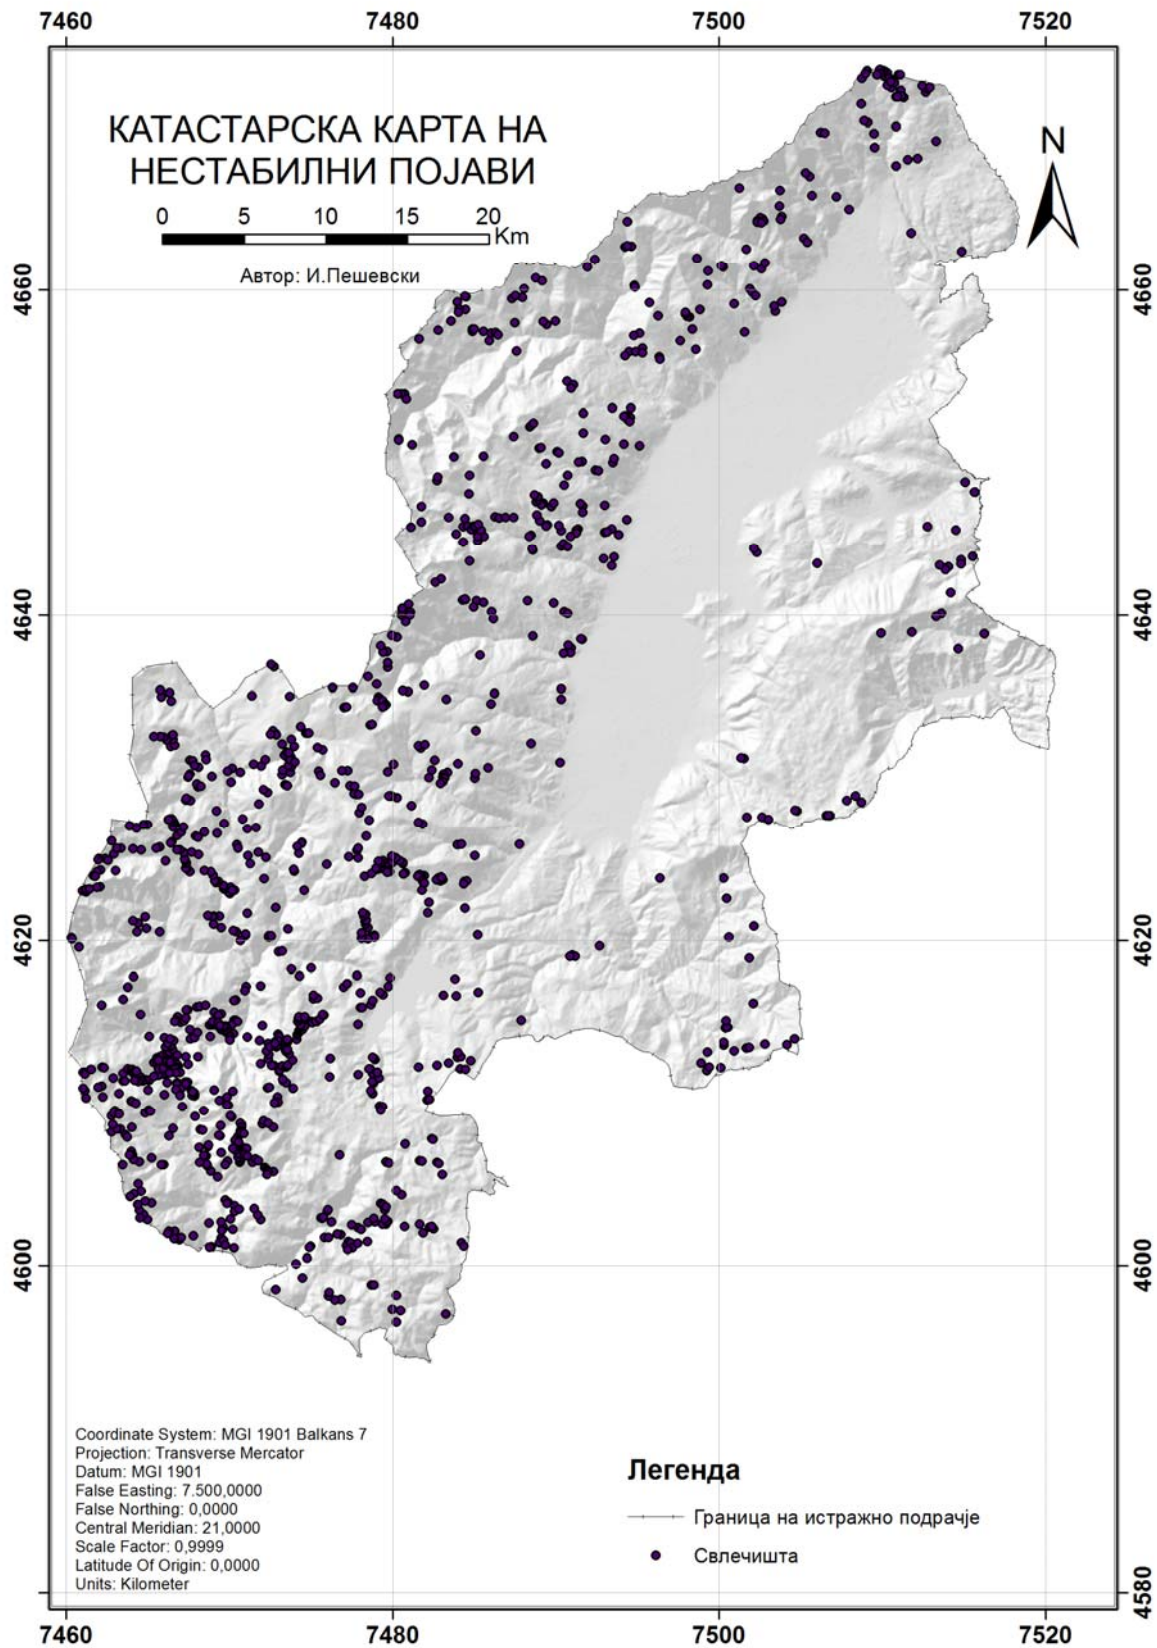 7460 7480 7500 7520
КАТАСТАРСКА КАРТА НА
НЕСТАБИЛНИ ПОЈАВИ
0 5 10 15 20
Km
Автор: И.Пешевски
N
4660 4660
4640 4640
4620 4620
4600 4600
4580
Coordinate System: MGI 1901 Balkans 7
Projection: Transverse Mercator
Datum: MGI 1901
False Easting: 7.500,0000
False Northing: 0,0000
Central Meridian: 21,0000
Scale Factor: 0,9999
Latitude Of Origin: 0,0000
Units: Kilometer
Легенда
Граница на истражно подрачје
Свлечишта
7460 7480 7500 7520